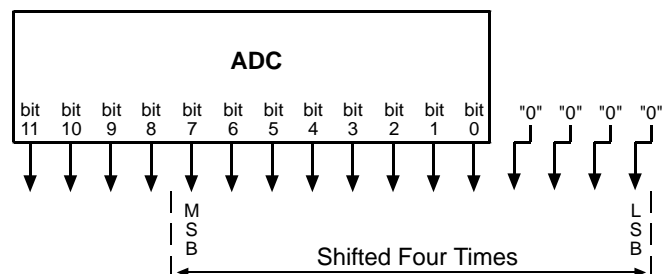 ADC
bit bit bit bit bit bit bit bit bit bit bit bit "0" "0" "0" "0"
11 10 9 8 7 6 5 4 3 2 1 0
MSB
LSB
Shifted Four Times